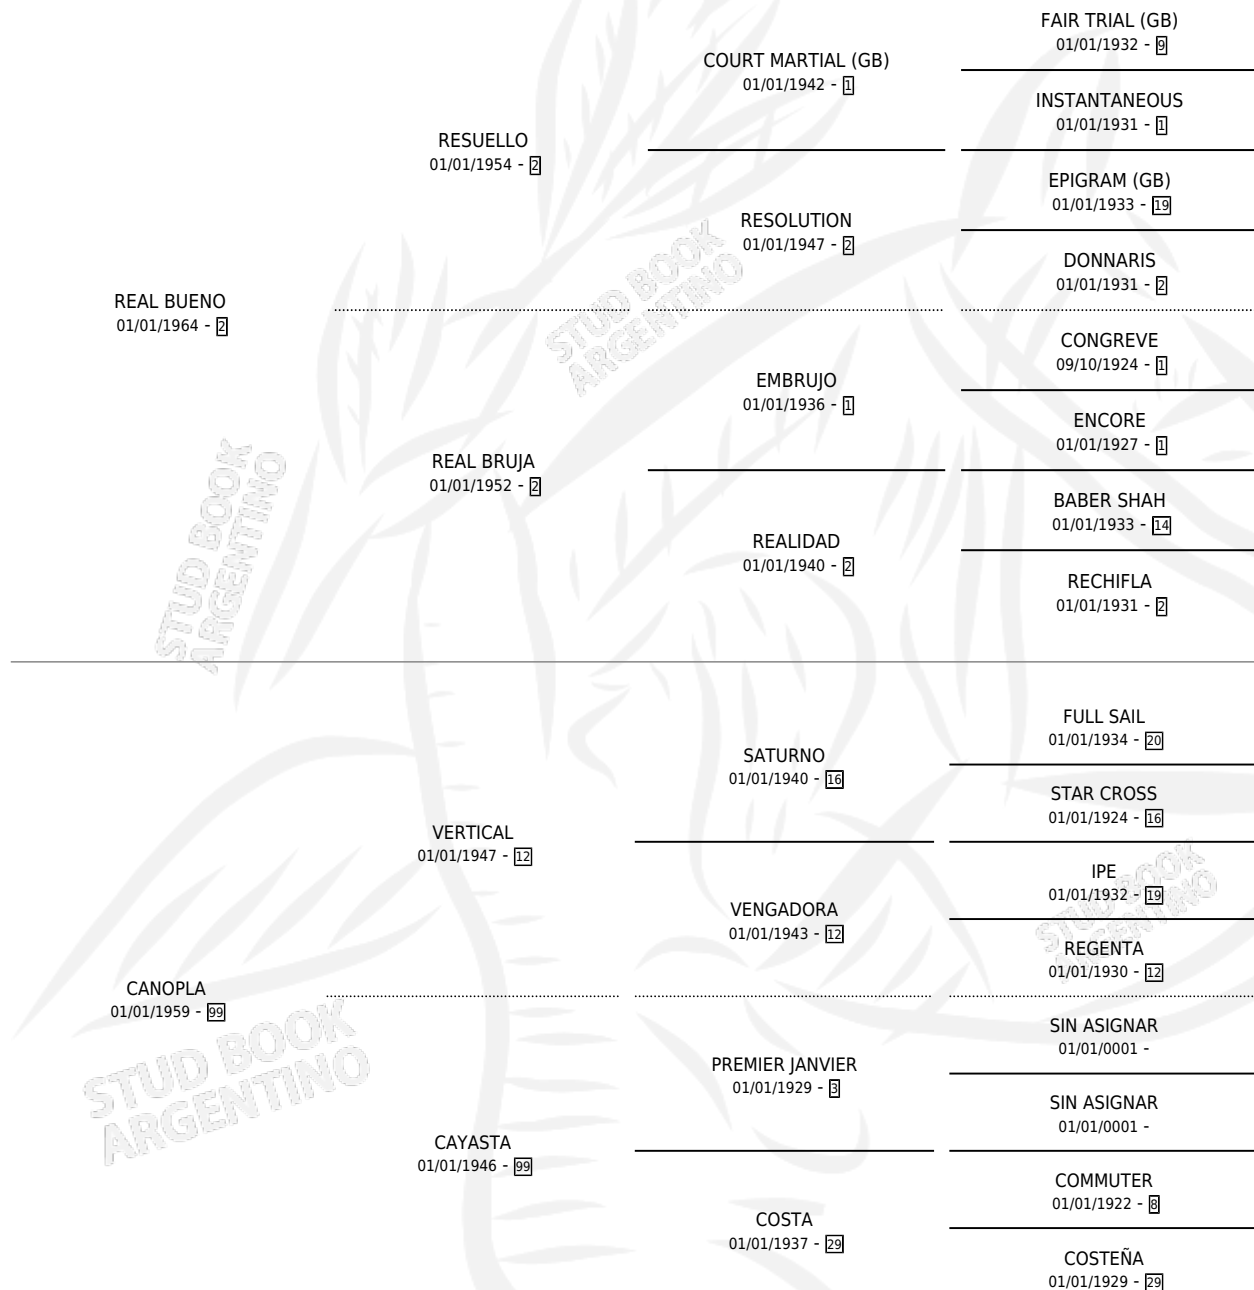 FAIR TRIAL (GB)
01/01/1932 - 9
COURT MARTIAL (GB)
01/01/1942 - 1
INSTANTANEOUS
01/01/1931 - 1
RESUELLO
01/01/1954 - 2
EPIGRAM (GB)
01/01/1933 - 19
RESOLUTION
01/01/1947 - 2
DONNARIS
01/01/1931 - 2
REAL BUENO
01/01/1964 - 2
CONGREVE
09/10/1924 - 1
EMBRUJO
01/01/1936 - 1
ENCORE
01/01/1927 - 1
REAL BRUJA
01/01/1952 - 2
BABER SHAH
01/01/1933 - 14
REALIDAD
01/01/1940 - 2
RECHIFLA
01/01/1931 - 2
STUD BOOK
ARGENTINO
STUD BOOK
ARGENTINO
FULL SAIL
01/01/1934 - 20
SATURNO
01/01/1940 - 16
STAR CROSS
01/01/1924 - 16
VERTICAL
01/01/1947 - 12
IPE
01/01/1932 - 19
VENGADORA
01/01/1943 - 12
REGENTA
01/01/1930 - 12
CANOPLA
01/01/1959 - 99
SIN ASIGNAR
01/01/0001 -
PREMIER JANVIER
01/01/1929 - 3
SIN ASIGNAR
01/01/0001 -
CAYASTA
01/01/1946 - 99
COMMUTER
01/01/1922 - 8
COSTA
01/01/1937 - 29
COSTEÑA
01/01/1929 - 29
STUD BOOK
ARGENTINO
STUD BOOK
ARGENTINO